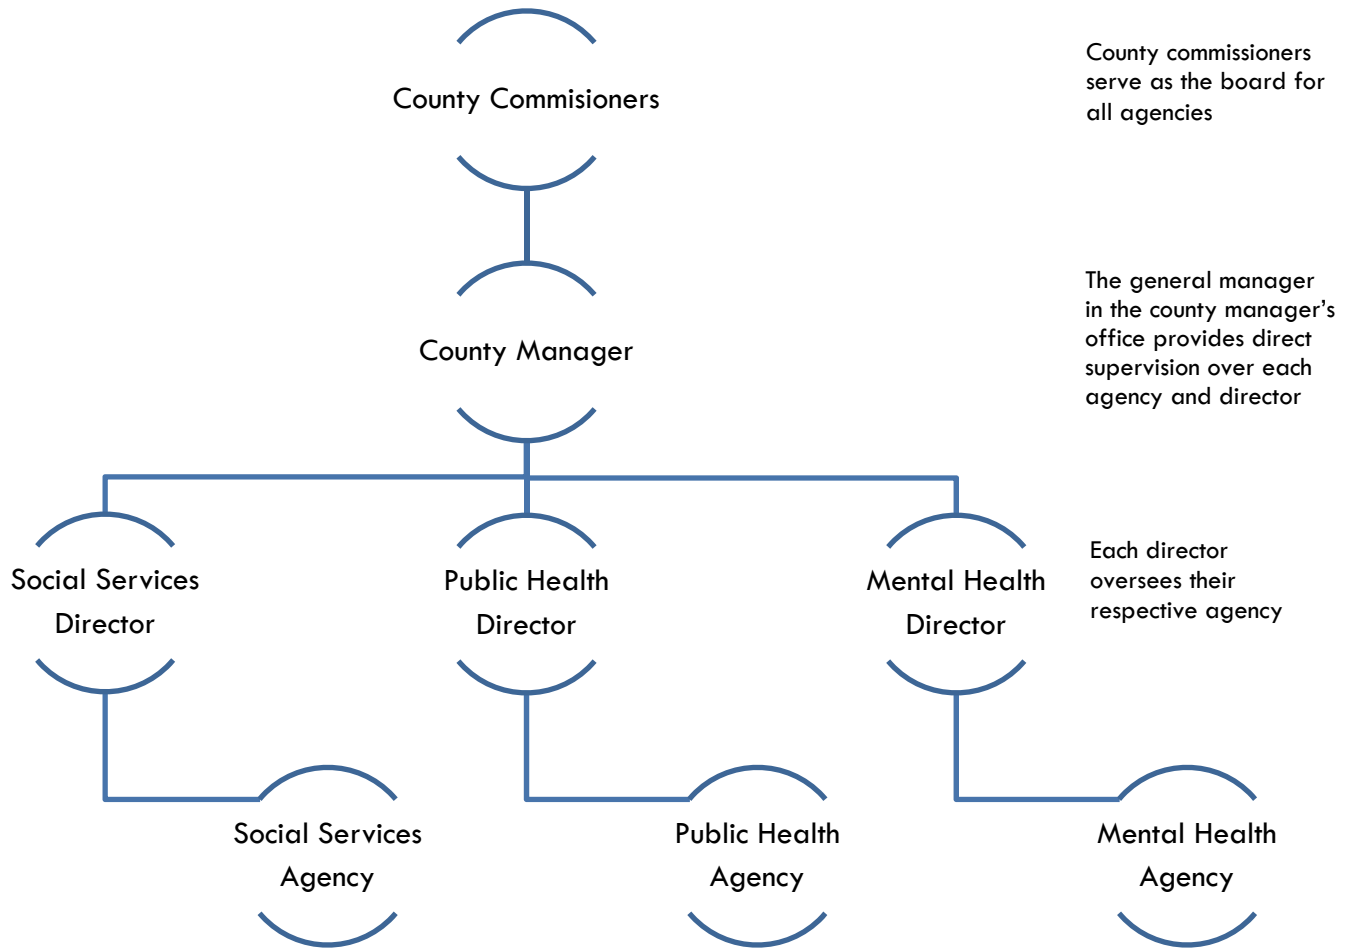 County Commisioners
County commissioners
serve as the board for
all agencies
County Manager
The general manager
in the county manager’s
office provides direct
supervision over each
agency and director
Social Services
Director
Public Health
Director
Mental Health
Director
Each director
oversees their
respective agency
Social Services
Agency
Public Health
Agency
Mental Health
Agency